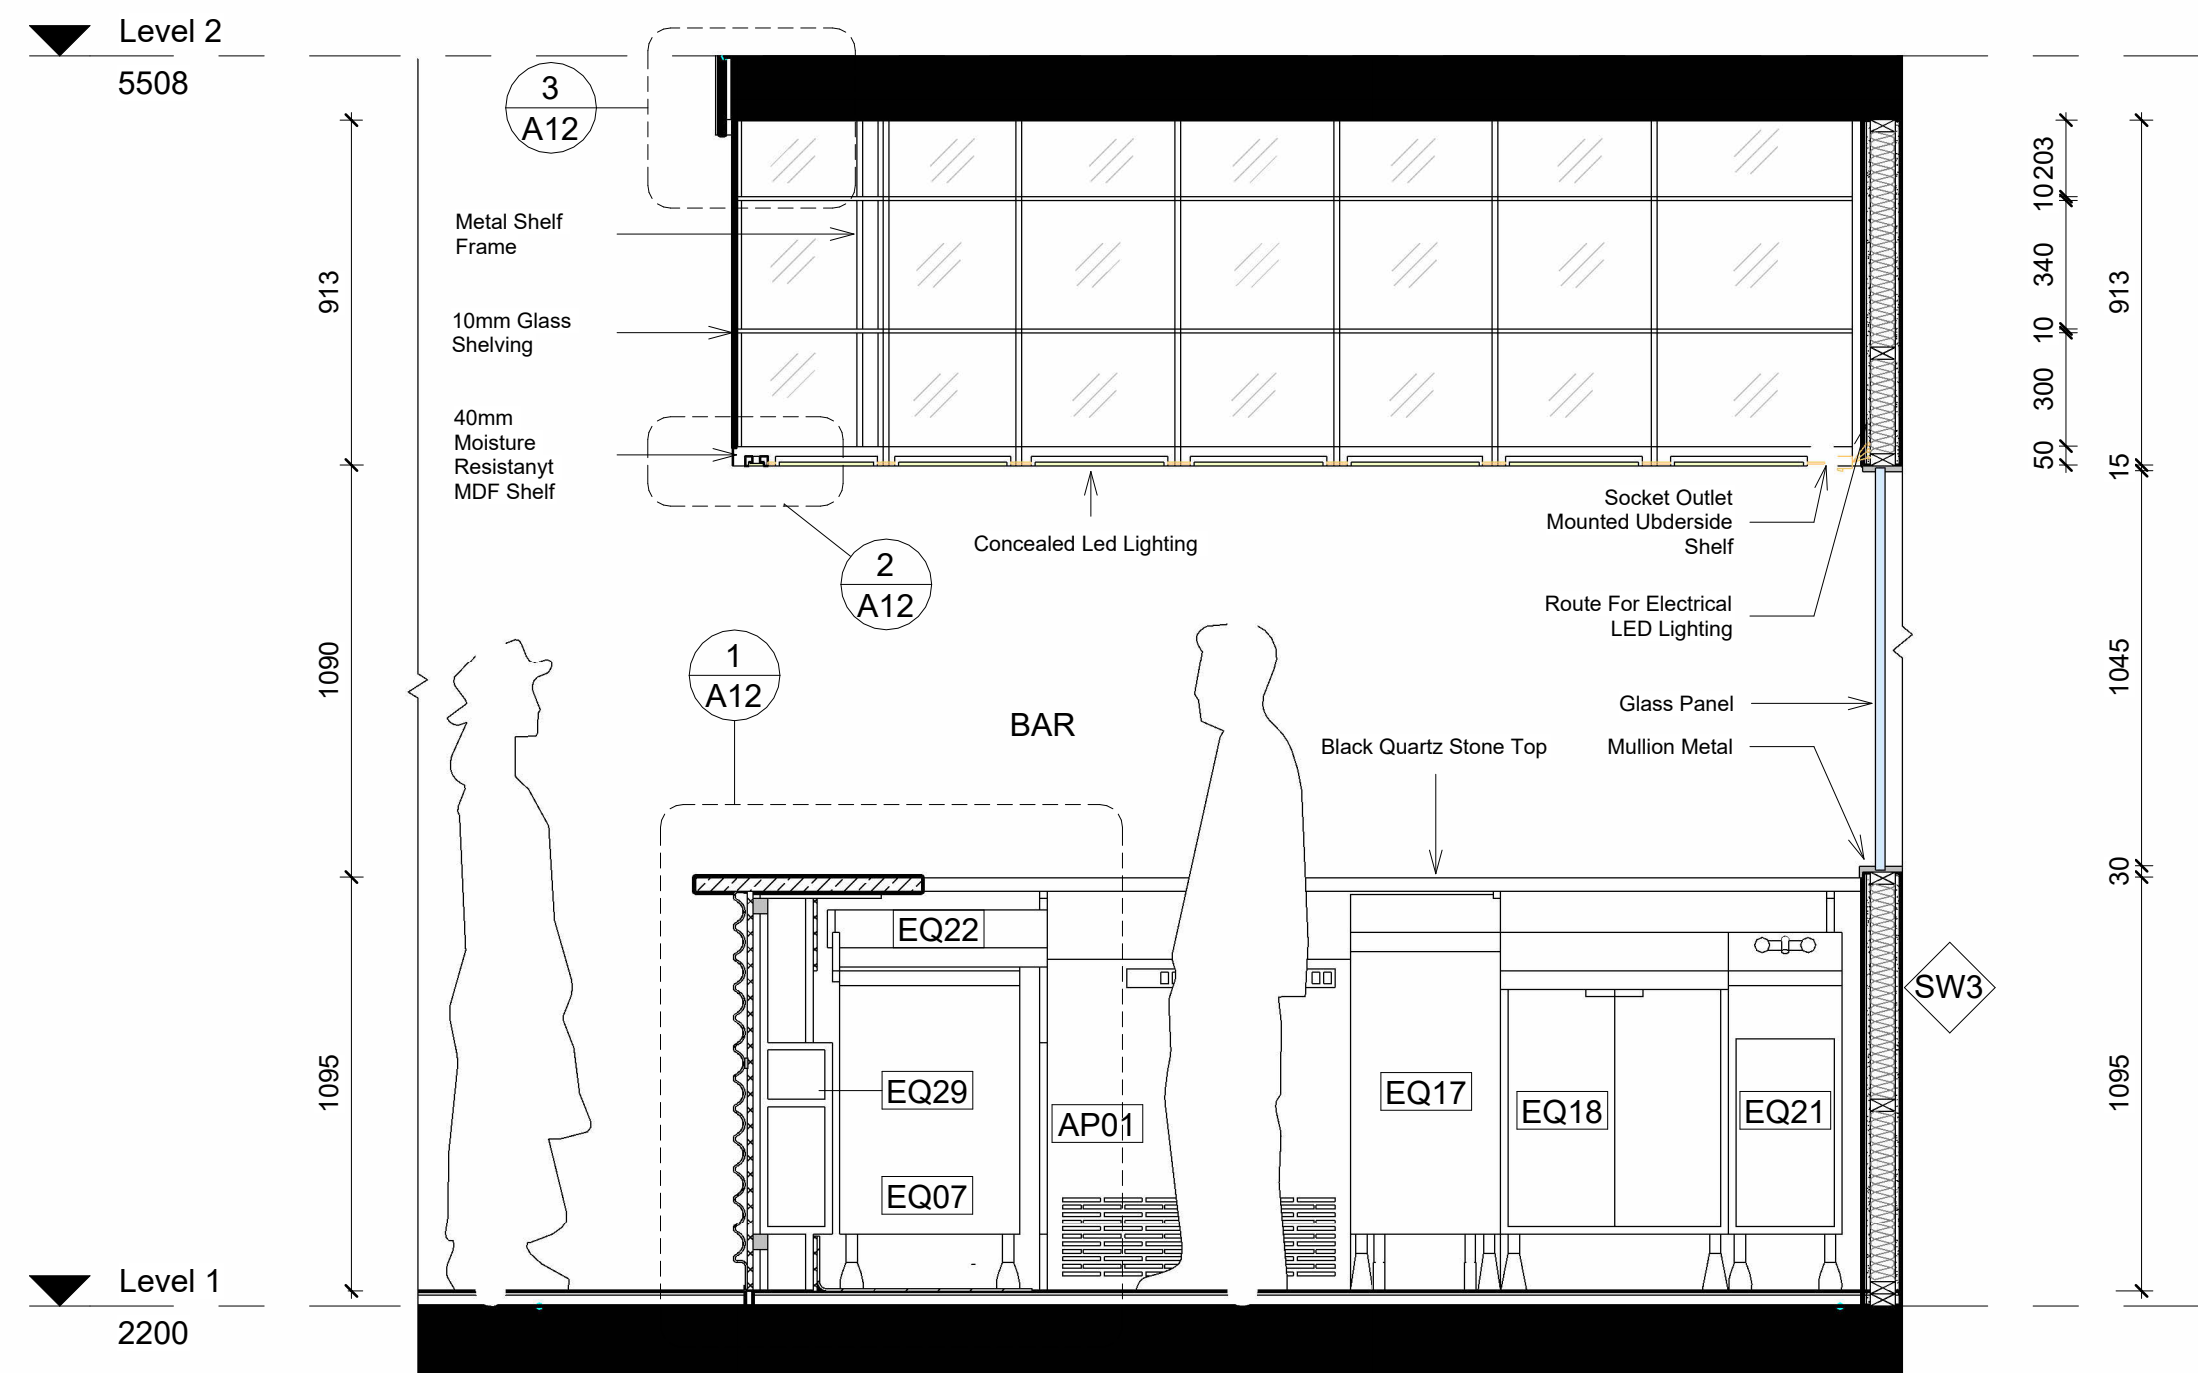 Level 2
5508
3
A12
Metal Shelf
Frame
10mm Glass
Shelving
40mm
Moisture
Resistanyt
MDF Shelf
913
1090
1095
2
A12
1
A12
Concealed Led Lighting
BAR
Socket Outlet
Mounted Ubderside
Shelf
Route For Electrical
LED Lighting
Glass Panel
Mullion Metal
Black Quartz Stone Top
EQ22
EQ29
EQ07
AP01
EQ17
EQ18
EQ21
SW3
203
10
340
10
300
50
913
15
1045
30
1095
Level 1
2200